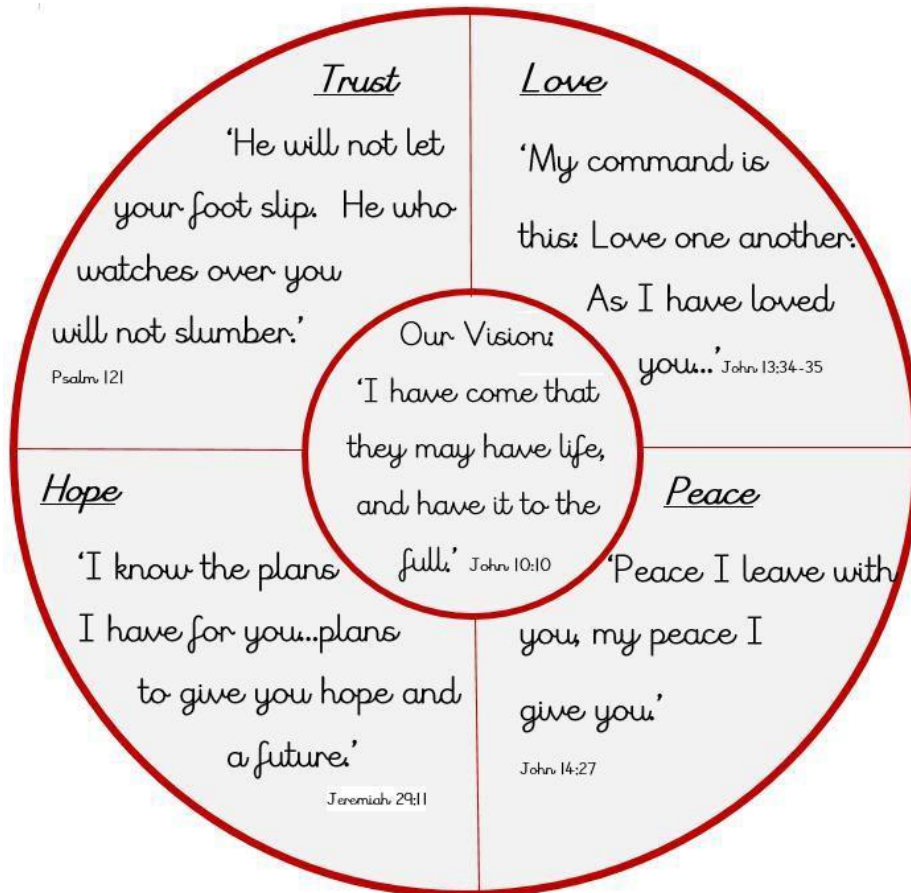 Trust
'He will not let
your foot slip.  He who
watches over you
will not slumber.'
Psalm 121
Love
'My command is
this: Love one another.
As I have loved
you...' John 13:34-35
Our Vision:
'I have come that
they may have life,
and have it to the
full.' John 10:10
Hope
'I know the plans
I have for you...plans
to give you hope and
a future.'
Jeremiah 29:11
Peace
'Peace I leave with
you, my peace I
give you.'
John 14:27